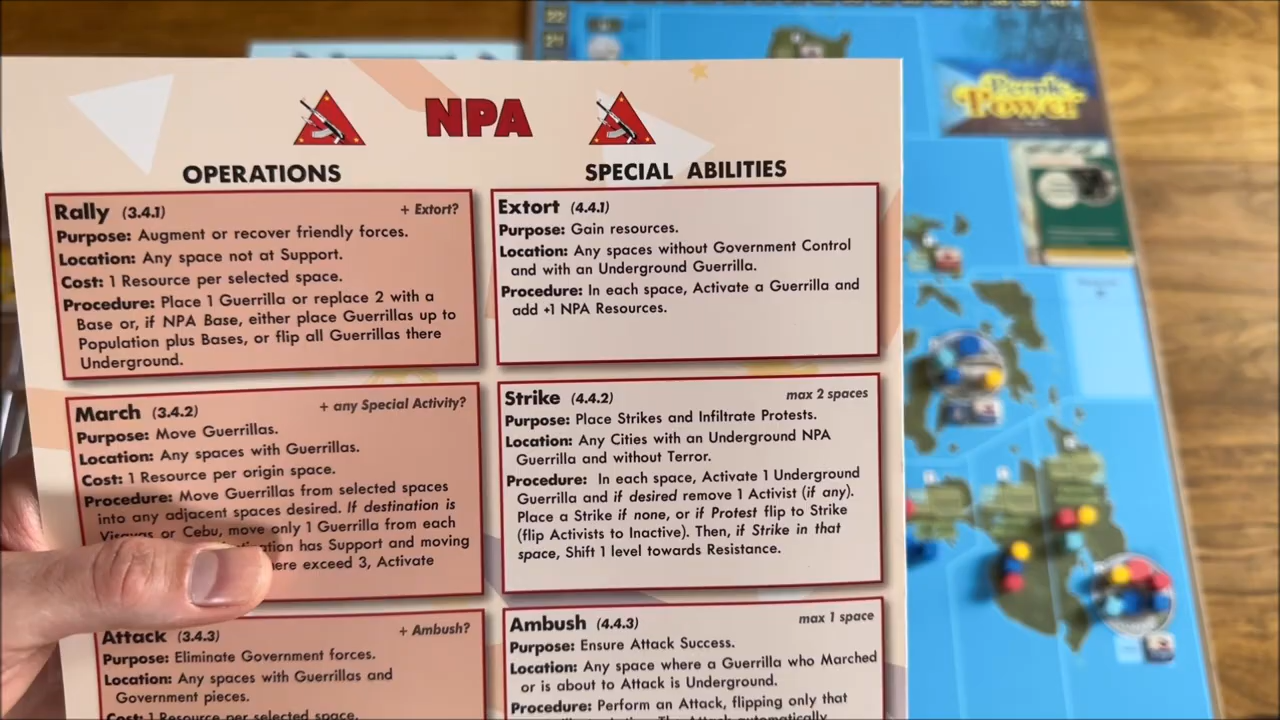 NPA
OPERATIONS
Rally (3.4.1) + Extort?
Purpose: Augment or recover friendly forces.
Location: Any space not at Support.
Cost: 1 Resource per selected space.
Procedure: Place 1 Guerrilla or replace 2 with a
Base or, if NPA Base, either place Guerrillas up to
Population plus Bases, or flip all Guerrillas there
Underground.
March (3.4.2) + any Special Activity?
Purpose: Move Guerrillas.
Location: Any spaces with Guerrillas.
Cost: 1 Resource per origin space.
Procedure: Move Guerrillas from selected spaces
into any adjacent spaces desired. If destination is
Visayas or Cebu, move only 1 Guerrilla from each
has Support and moving
exceed 3, Activate
Attack (3.4.3) + Ambush?
Purpose: Eliminate Government forces.
Location: Any spaces with Guerrillas and
Government pieces.
Cost: 1 Resource per selected space.
SPECIAL ABILITIES
Extort (4.4.1)
Purpose: Gain resources.
Location: Any spaces without Government Control
and with an Underground Guerrilla.
Procedure: In each space, Activate a Guerrilla and
add +1 NPA Resources.
Strike (4.4.2) max 2 spaces
Purpose: Place Strikes and Infiltrate Protests.
Location: Any Cities with an Underground NPA
Guerrilla and without Terror.
Procedure: In each space, Activate 1 Underground
Guerrilla and if desired remove 1 Activist (if any).
Place a Strike if none, or if Protest flip to Strike
(flip Activists to Inactive). Then, if Strike in that
space, Shift 1 level towards Resistance.
Ambush (4.4.3) max 1 space
Purpose: Ensure Attack Success.
Location: Any space where a Guerrilla who Marched
or is about to Attack is Underground.
Procedure: Perform an Attack, flipping only that
People
Power
22
21